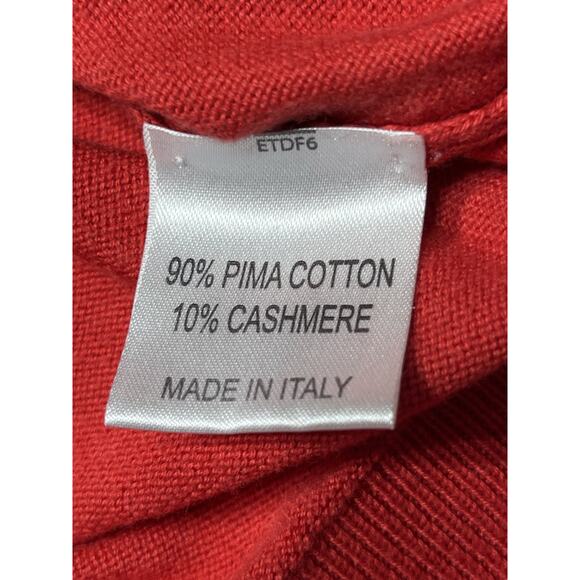 ETDF6
90% PIMA COTTON
10% CASHMERE
MADE IN ITALY